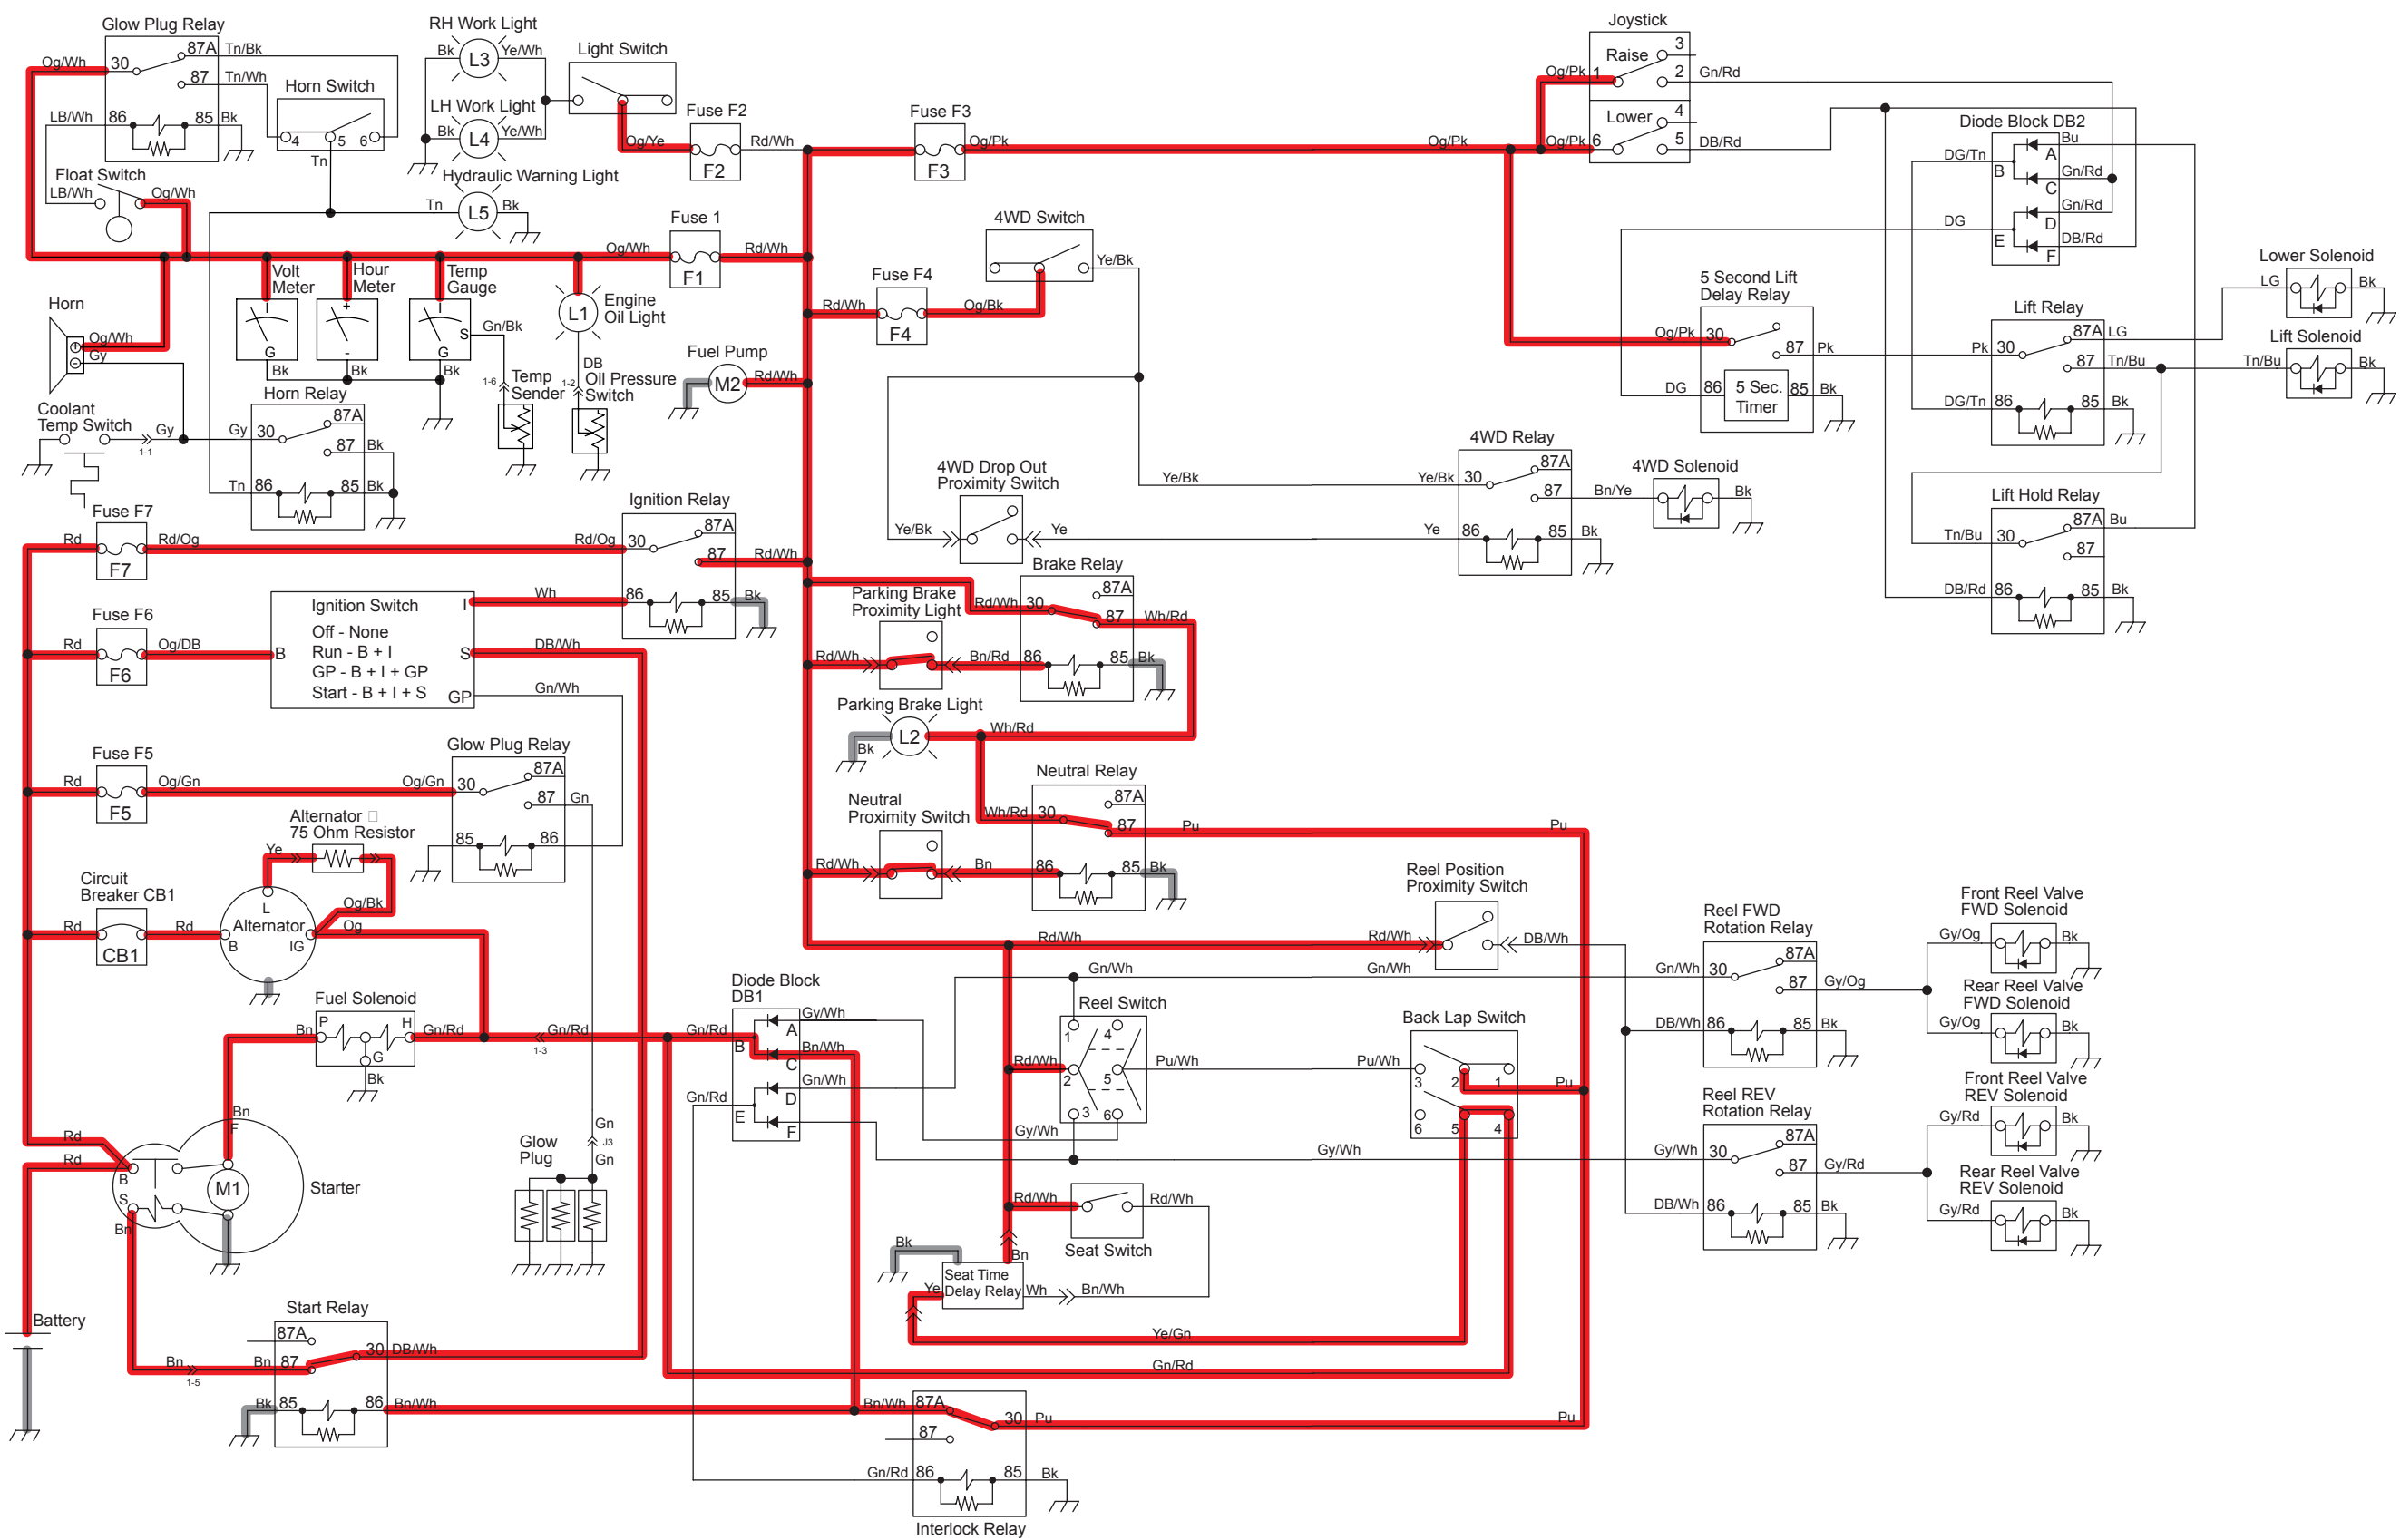 Glow Plug Relay
30
87A
87
86
85
Og/Wh
Tn/Bk
Tn/Wh
LB/Wh
Bk
Horn Switch
4
5
6
Tn
Float Switch
LB/Wh
Og/Wh
RH Work Light
Bk
L3
Ye/Wh
LH Work Light
Bk
L4
Ye/Wh
Hydraulic Warning Light
Tn
L5
Bk
Light Switch
Og/Ye
Fuse F2
F2
Rd/Wh
Fuse F3
F3
Og/Pk
Og/Pk
Og/Pk
Og/Pk
Joystick
Raise
1
2
3
Lower
4
5
6
Gn/Rd
DB/Rd
Diode Block DB2
A
B
C
D
E
F
Bu
Gn/Rd
Gn/Rd
DB/Rd
DG/Tn
DG
Fuse 1
F1
Og/Wh
Rd/Wh
4WD Switch
Ye/Bk
Fuse F4
F4
Rd/Wh
Og/Bk
Horn
+
-
Og/Wh
Gy
Volt
Meter
I
G
Bk
Hour
Meter
+
-
Bk
Temp
Gauge
I
S
G
Gn/Bk
Bk
L1
Engine
Oil Light
DB
1-6
Temp
Sender
1-2
Oil Pressure
Switch
Fuel Pump
M2
Rd/Wh
5 Second Lift
Delay Relay
Og/Pk
30
87
Pk
DG
86
5 Sec.
Timer
85
Bk
Lift Relay
Pk
30
87A
LG
87
Tn/Bu
DG/Tn
86
85
Bk
Lower Solenoid
LG
Bk
Lift Solenoid
Tn/Bu
Bk
Coolant
Temp Switch
Gy
1-1
Gy
Horn Relay
30
87A
87
Bk
Tn
86
85
Bk
4WD Drop Out
Proximity Switch
Ye/Bk
Ye
Ye/Bk
4WD Relay
Ye/Bk
30
87A
87
Bn/Ye
Ye
86
85
Bk
4WD Solenoid
Bk
Lift Hold Relay
Tn/Bu
30
87A
Bu
87
DB/Rd
86
85
Bk
Fuse F7
Rd
F7
Rd/Og
Rd/Og
Ignition Relay
30
87A
87
Rd/Wh
Wh
86
85
Bk
Fuse F6
Rd
F6
Og/DB
Ignition Switch
Off - None
Run - B + I
GP - B + I + GP
Start - B + I + S
B
I
S
GP
DB/Wh
Gn/Wh
Parking Brake
Proximity Light
Rd/Wh
Bn/Rd
Brake Relay
Rd/Wh
30
87A
87
Wh/Rd
86
85
Bk
Parking Brake Light
L2
Bk
Wh/Rd
Fuse F5
Rd
F5
Og/Gn
Og/Gn
Glow Plug Relay
30
87A
87
Gn
85
86
Neutral
Proximity Switch
Rd/Wh
Bn
Neutral Relay
Wh/Rd
30
87A
87
Pu
Pu
86
85
Bk
Alternator
75 Ohm Resistor
Ye
Og/Bk
Circuit
Breaker CB1
Rd
CB1
Rd
L
Alternator
B
IG
Og
Fuel Solenoid
Bn
P
H
G
Bk
Gn/Rd
1-3
Gn/Rd
Reel Position
Proximity Switch
Rd/Wh
Rd/Wh
DB/Wh
Diode Block
DB1
Gn/Rd
A
B
C
D
E
F
Gy/Wh
Bn/Wh
Gn/Wh
Gn/Rd
Gn/Wh
Gn/Wh
Reel Switch
1
2
3
4
5
6
Rd/Wh
Pu/Wh
Gy/Wh
Back Lap Switch
Pu/Wh
3
2
1
6
5
4
Pu
Gy/Wh
Reel FWD
Rotation Relay
Gn/Wh
30
87A
87
Gy/Og
DB/Wh
86
85
Bk
Front Reel Valve
FWD Solenoid
Gy/Og
Bk
Rear Reel Valve
FWD Solenoid
Gy/Og
Bk
Reel REV
Rotation Relay
Gy/Wh
30
87A
87
Gy/Rd
DB/Wh
86
85
Bk
Front Reel Valve
REV Solenoid
Gy/Rd
Bk
Rear Reel Valve
REV Solenoid
Gy/Rd
Bk
Rd
Rd
B
S
Bn
Bn
F
M1
Starter
Glow
Plug
Gn
J3
Gn
Rd/Wh
Rd/Wh
Seat Switch
Bk
Bn
Seat Time
Delay Relay
Ye
Wh
Bn/Wh
Ye/Gn
Gn/Rd
Battery
Start Relay
87A
30
DB/Wh
Bn
1-5
Bn
87
Bk
85
86
Bn/Wh
Bn/Wh
87A
30
Pu
Pu
87
Gn/Rd
86
85
Bk
Interlock Relay